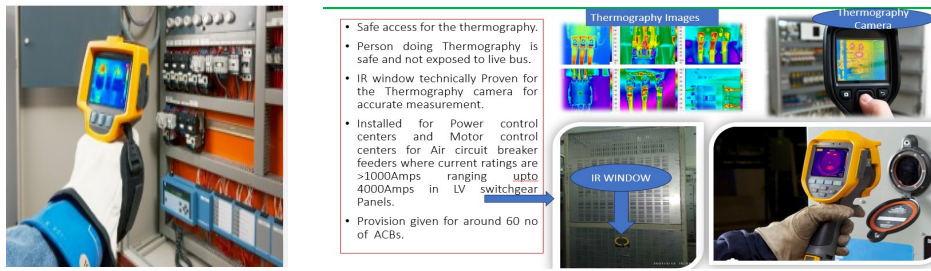 • Safe access for the thermography.
• Person doing Thermography is
safe and not exposed to live bus.
• IR window technically Proven for
the Thermography camera for
accurate measurement.
• Installed for Power control
centers and Motor control
centers for Air circuit breaker
feeders where current ratings are
>1000Amps ranging upto
4000Amps in LV switchgear
Panels.
• Provision given for around 60 no
of ACBs.
Thermography Images
Thermography
Camera
IR WINDOW